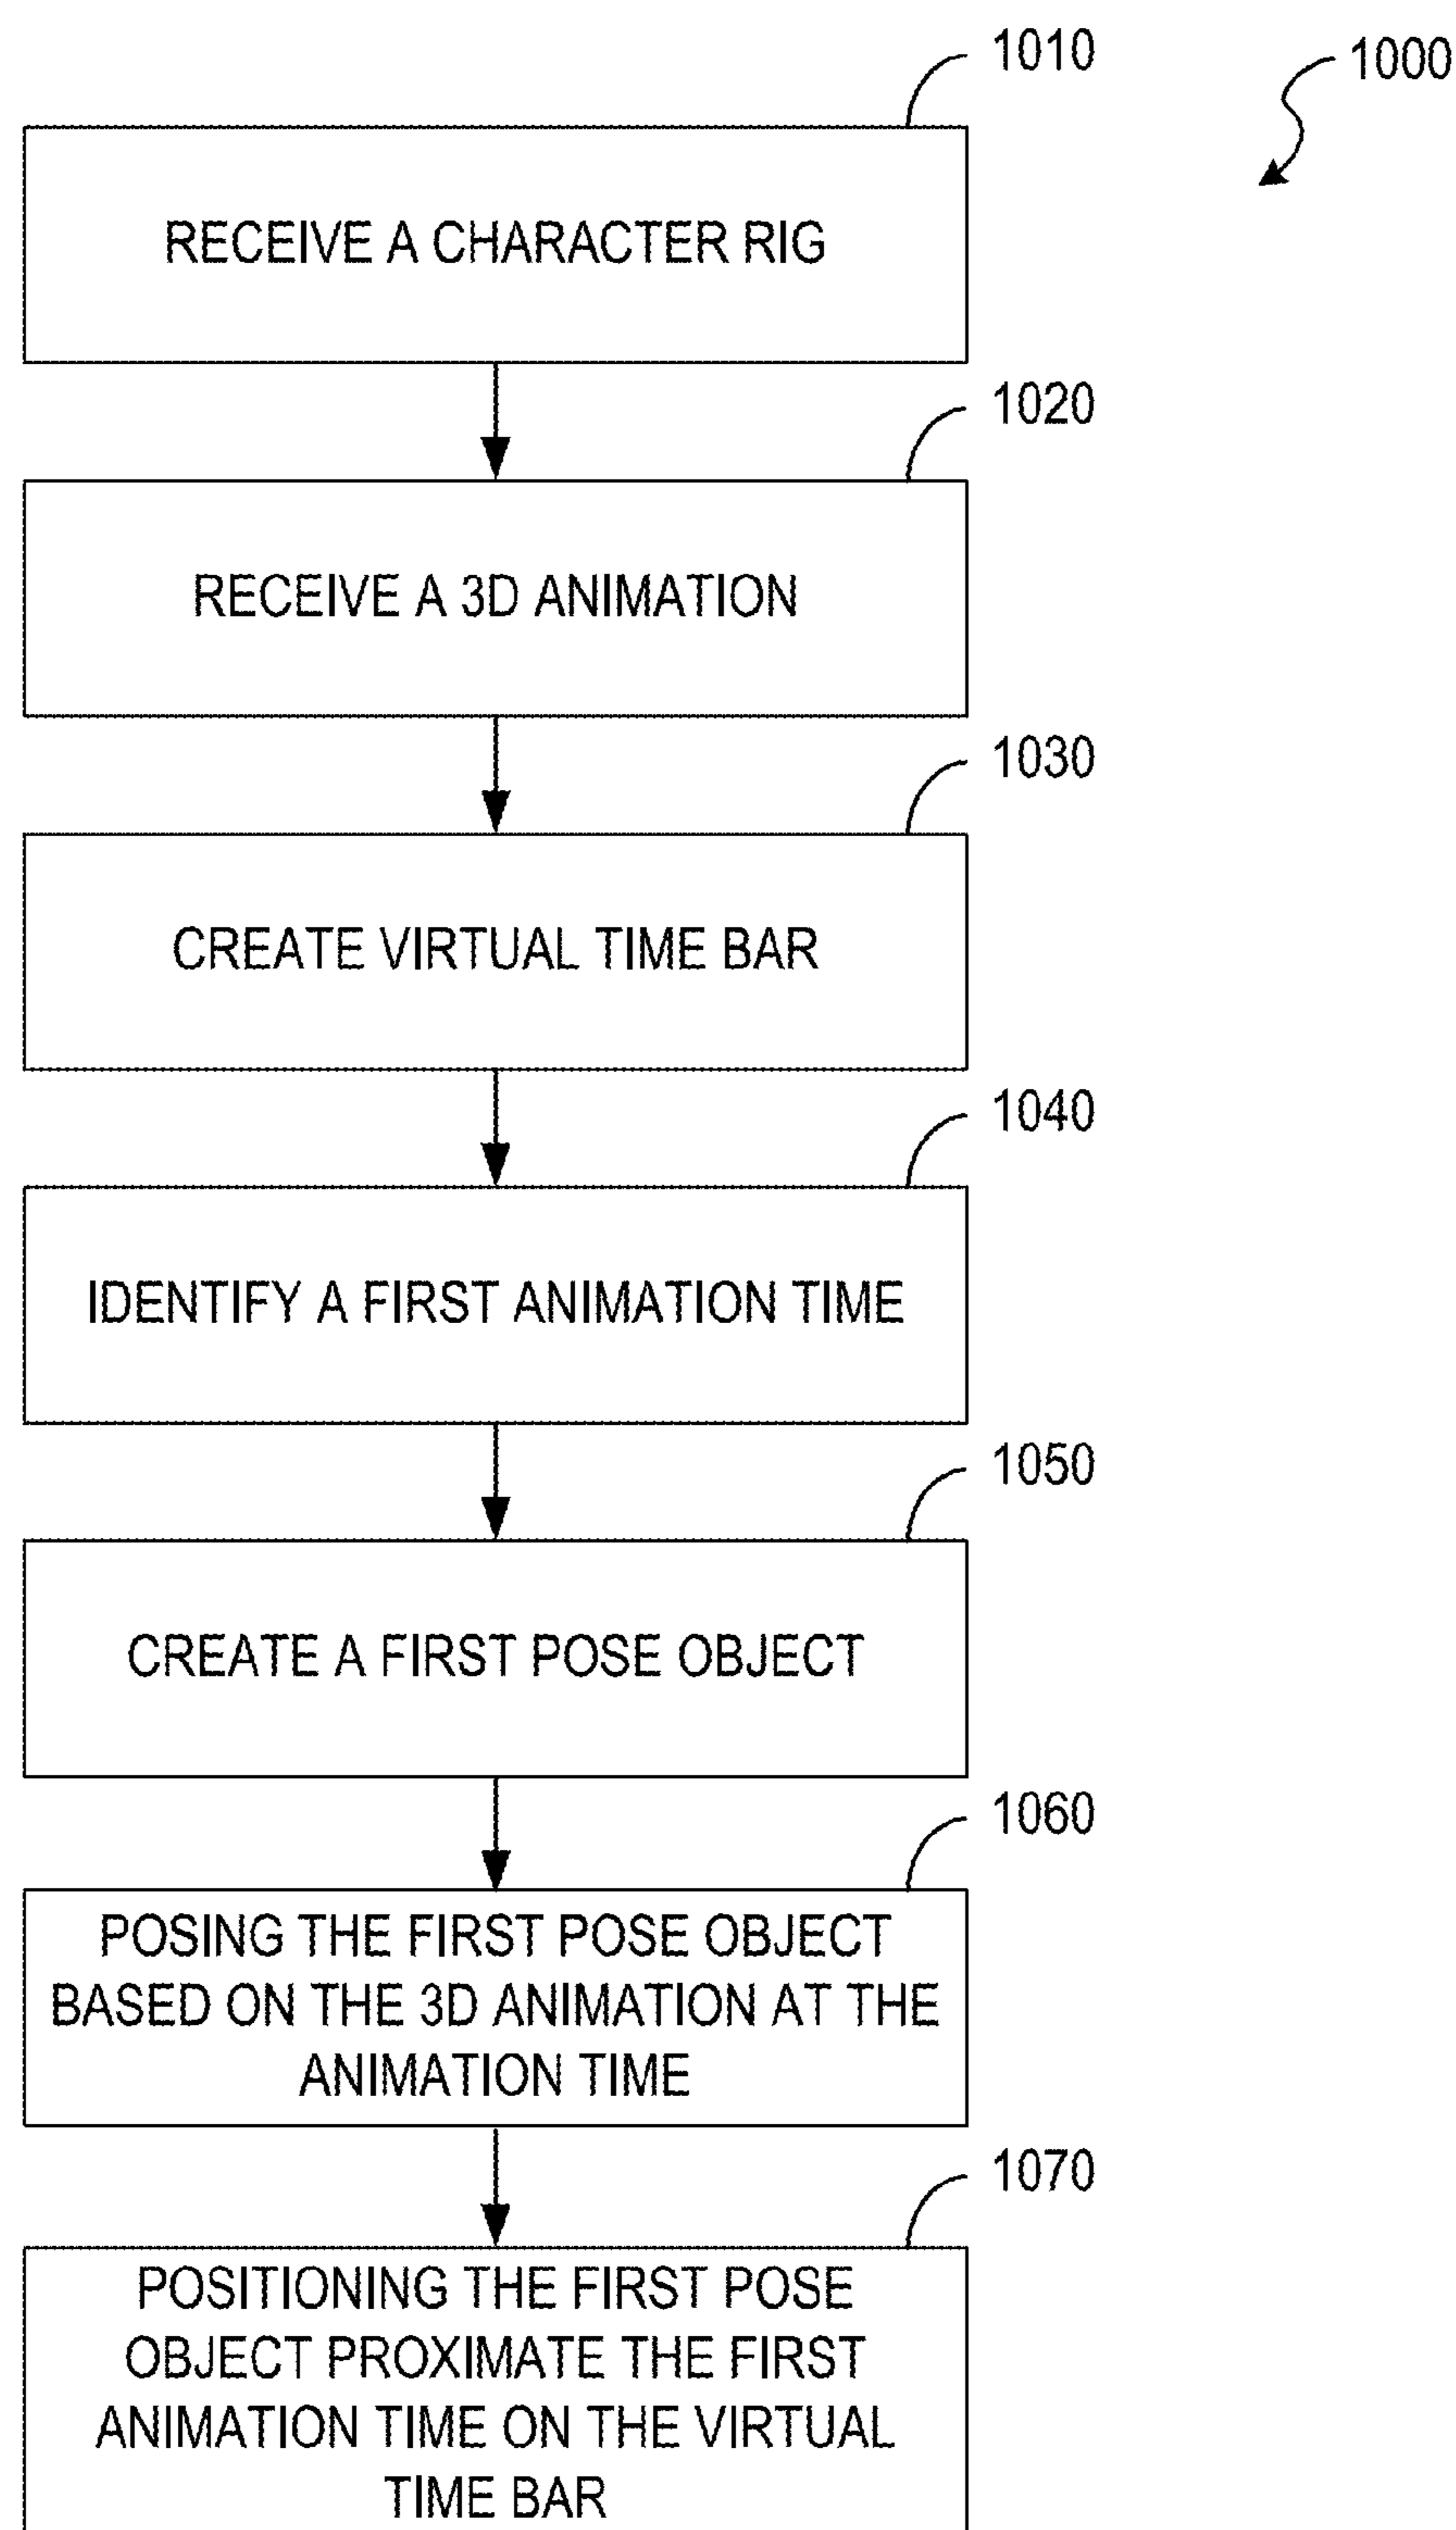 1010
1000
RECEIVE A CHARACTER RIG
1020
RECEIVE A 3D ANIMATION
1030
CREATE VIRTUAL TIME BAR
1040
IDENTIFY A FIRST ANIMATION TIME
1050
CREATE A FIRST POSE OBJECT
1060
POSING THE FIRST POSE OBJECT
BASED ON THE 3D ANIMATION AT THE
ANIMATION TIME
1070
POSITIONING THE FIRST POSE
OBJECT PROXIMATE THE FIRST
ANIMATION TIME ON THE VIRTUAL
TIME BAR